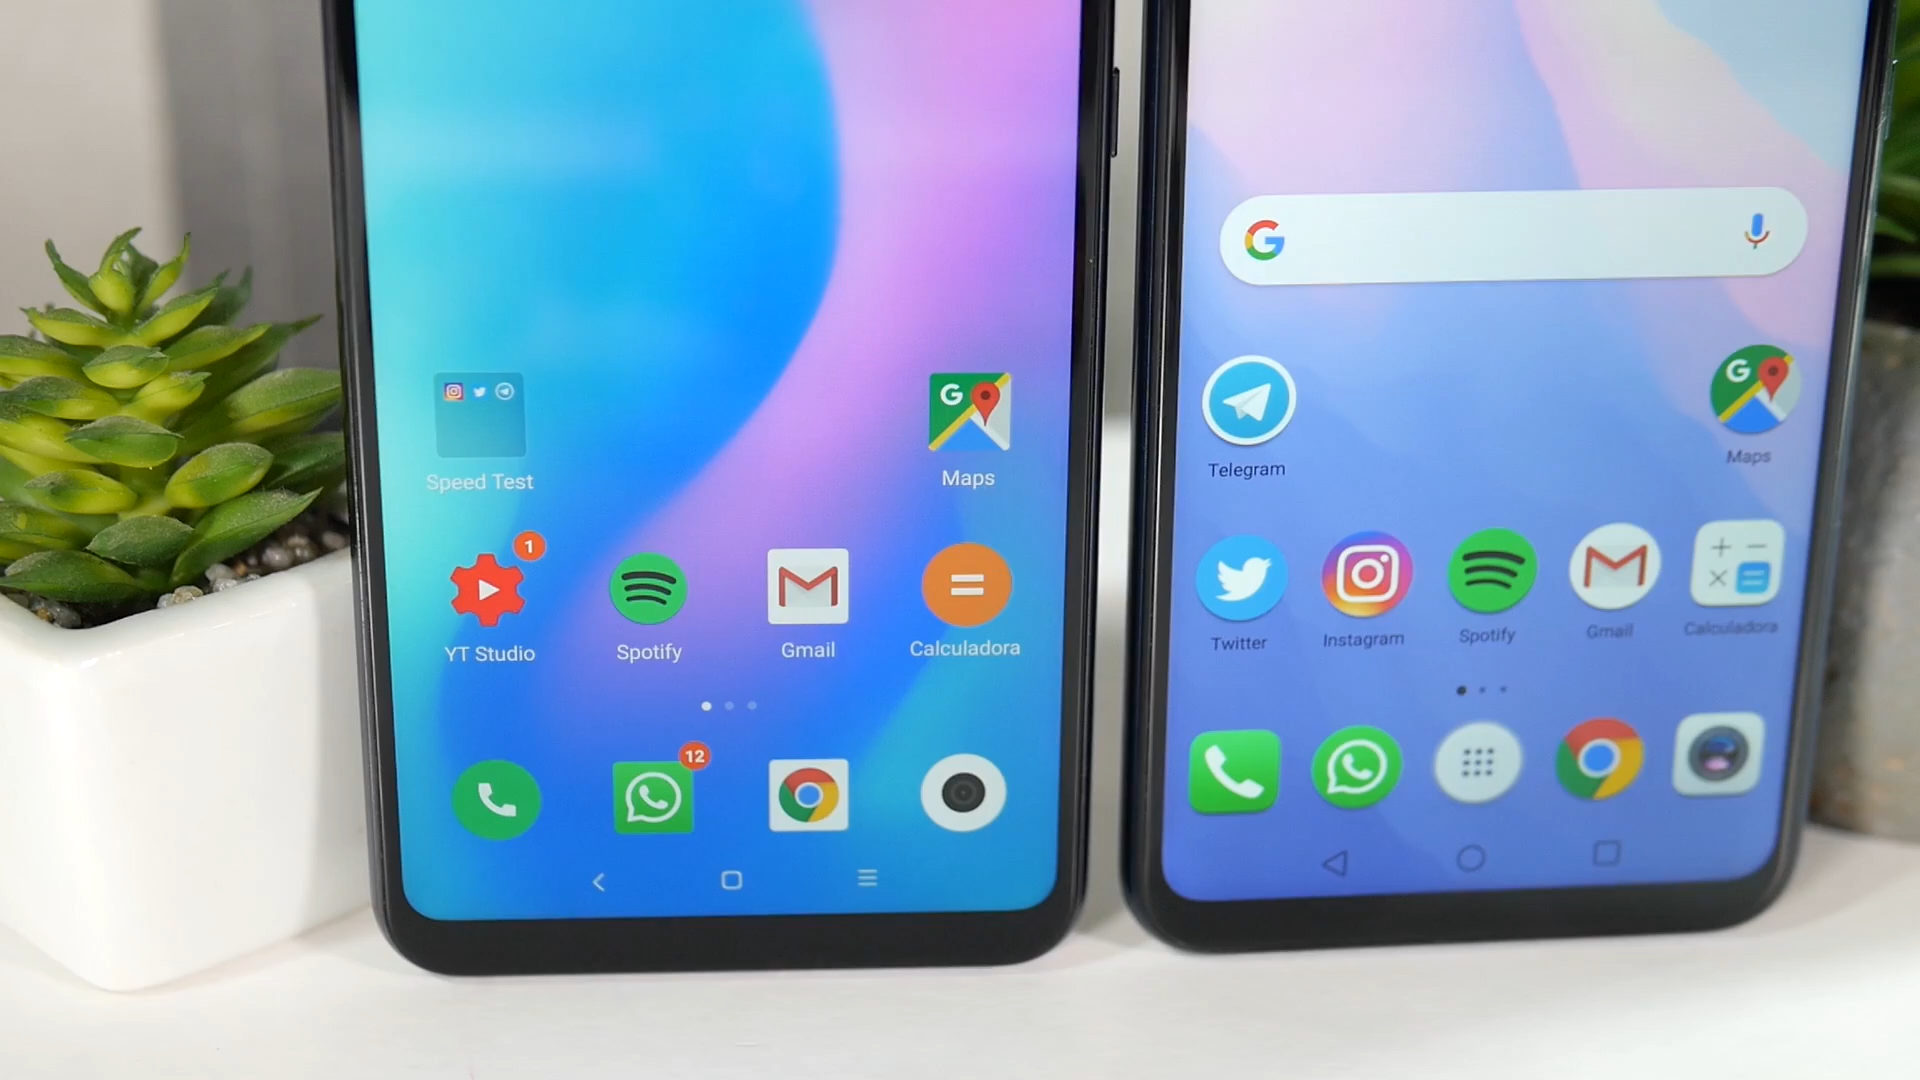 Speed Test
Maps
1
YT Studio
Spotify
Gmail
Calculadora
12
G
Telegram
Maps
Twitter
Instagram
Spotify
Gmail
Calculadora